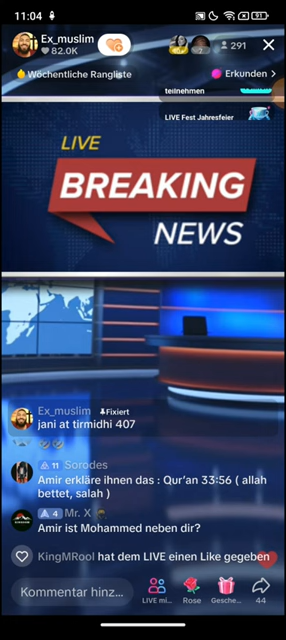 11:04
91
Ex_muslim
82.0K
291
Wöchentliche Rangliste
Erkunden >
teilnehmen
LIVE Fest Jahresfeier
LIVE
BREAKING
NEWS
Ex_muslim Fixiert
jani at tirmidhi 407
11 Sorodes
Amir erkläre ihnen das : Qur'an 33:56 ( allah
bettet, salah )
4 Mr. X
Amir ist Mohammed neben dir?
KingMRool hat dem LIVE einen Like gegeben
Kommentar hinz...
LIVE mi...
Rose
Gesche...
44